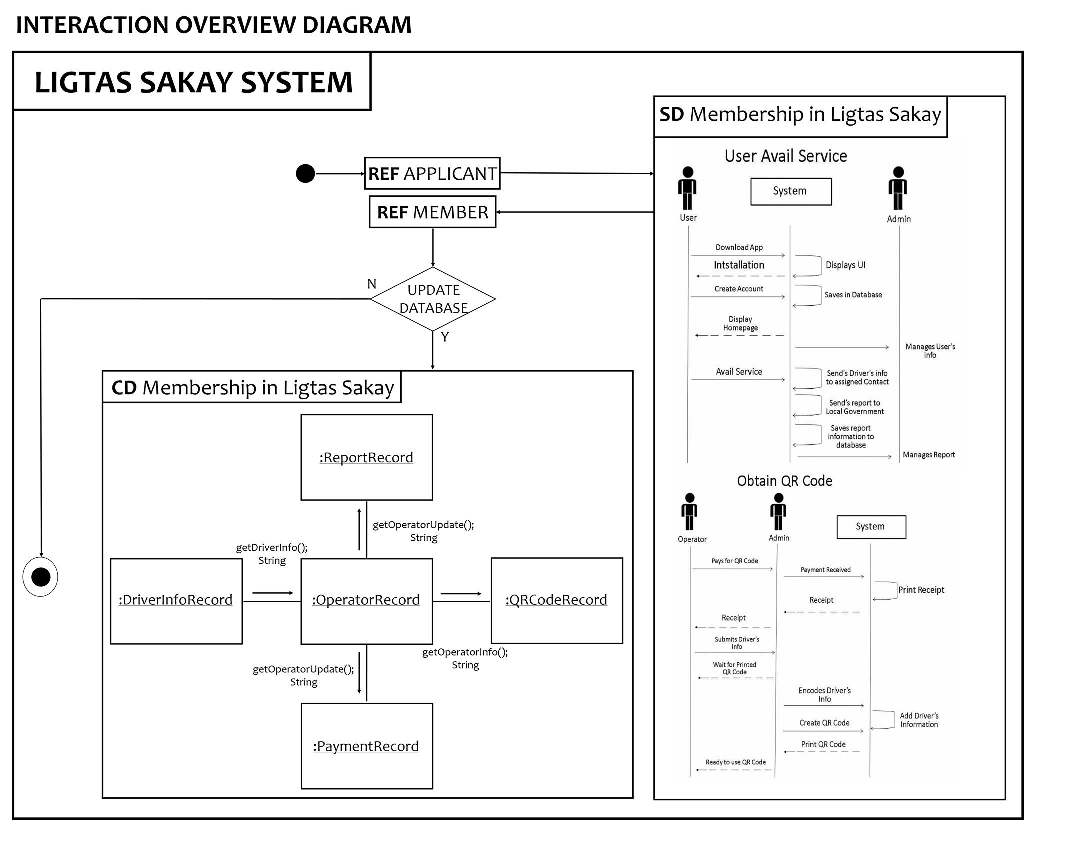 INTERACTION OVERVIEW DIAGRAM
LIGTAS SAKAY SYSTEM
REF APPLICANT
REF MEMBER
N
UPDATE
DATABASE
Y
CD Membership in Ligtas Sakay
:ReportRecord
getOperatorUpdate();
String
getDriverInfo();
String
:DriverInfoRecord
:OperatorRecord
:QRCodeRecord
getOperatorInfo();
String
getOperatorUpdate();
String
:PaymentRecord
SD Membership in Ligtas Sakay
User Avail Service
System
User
Admin
Download App
Intstallation
Displays UI
Create Account
Saves in Database
Display
Homepage
Manages User's
info
Avail Service
Send's Driver's info
to assigned Contact
Send's report to
Local Government
Saves report
information to
database
Manages Report
Obtain QR Code
System
Operator
Admin
Pays for QR Code
Payment Received
Print Receipt
Receipt
Receipt
Submits Driver's
Info
Wait for Printed
QR Code
Encodes Driver's
Info
Add Driver's
Information
Create QR Code
Print QR Code
Ready to use QR Code